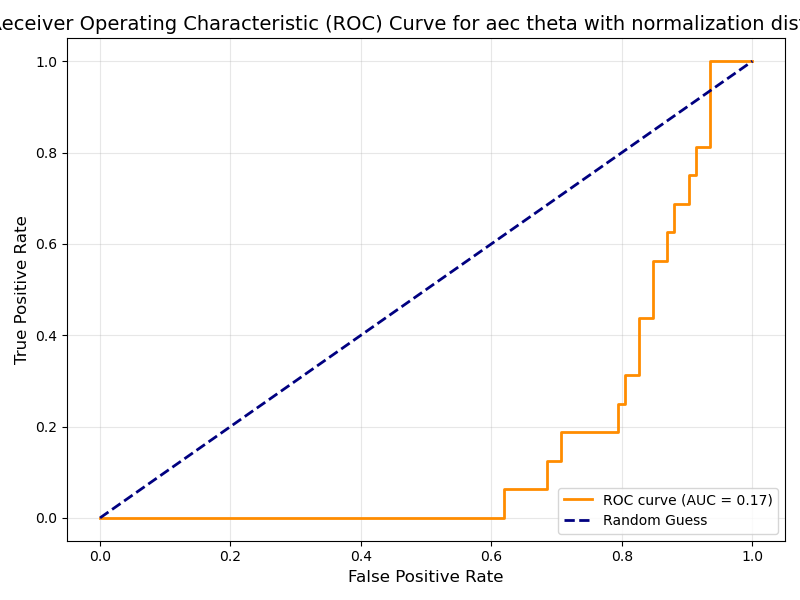 eceiver Operating Characteristic (ROC) Curve for aec theta with normalization dis
1.0
0.8
0.6
0.4
0.2
0.0
True Positive Rate
ROC curve (AUC = 0.17)
Random Guess
0.0 0.2 0.4 0.6 0.8 1.0
False Positive Rate